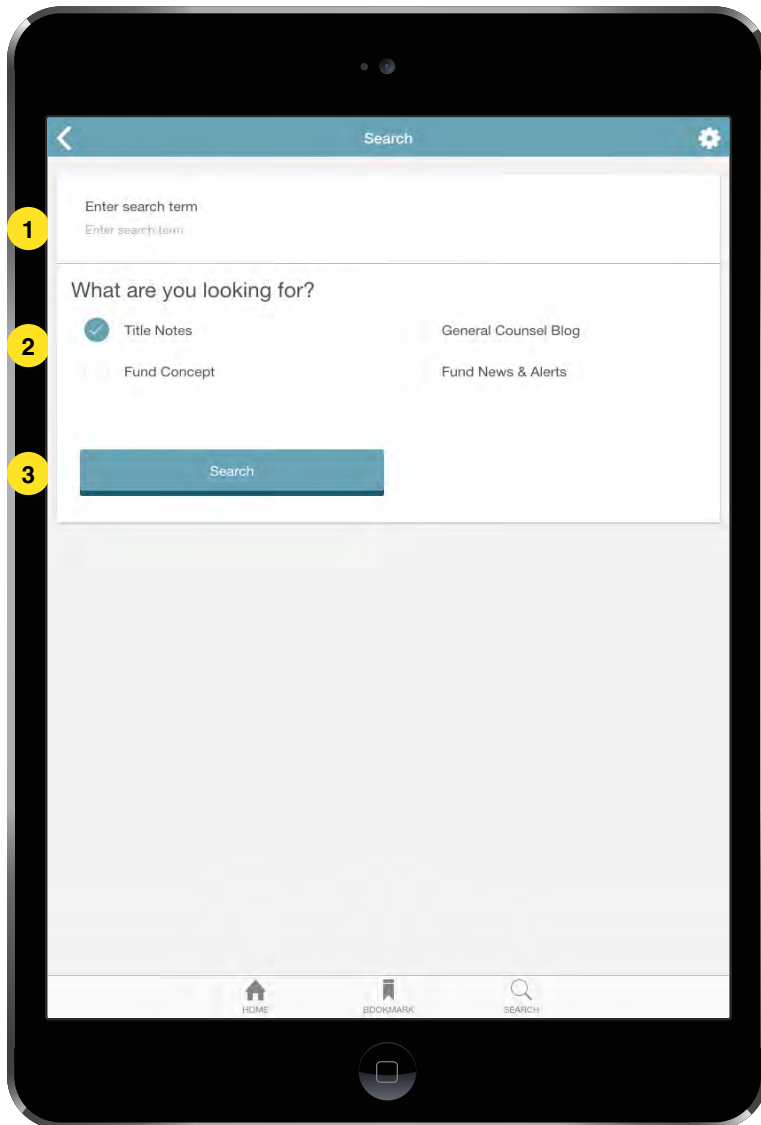 Search
Enter search term
1
Enter search term
What are you looking for?
2
Title Notes
General Counsel Blog
Fund Concept
Fund News & Alerts
3
Search
HOME
BOOKMARK
SEARCH